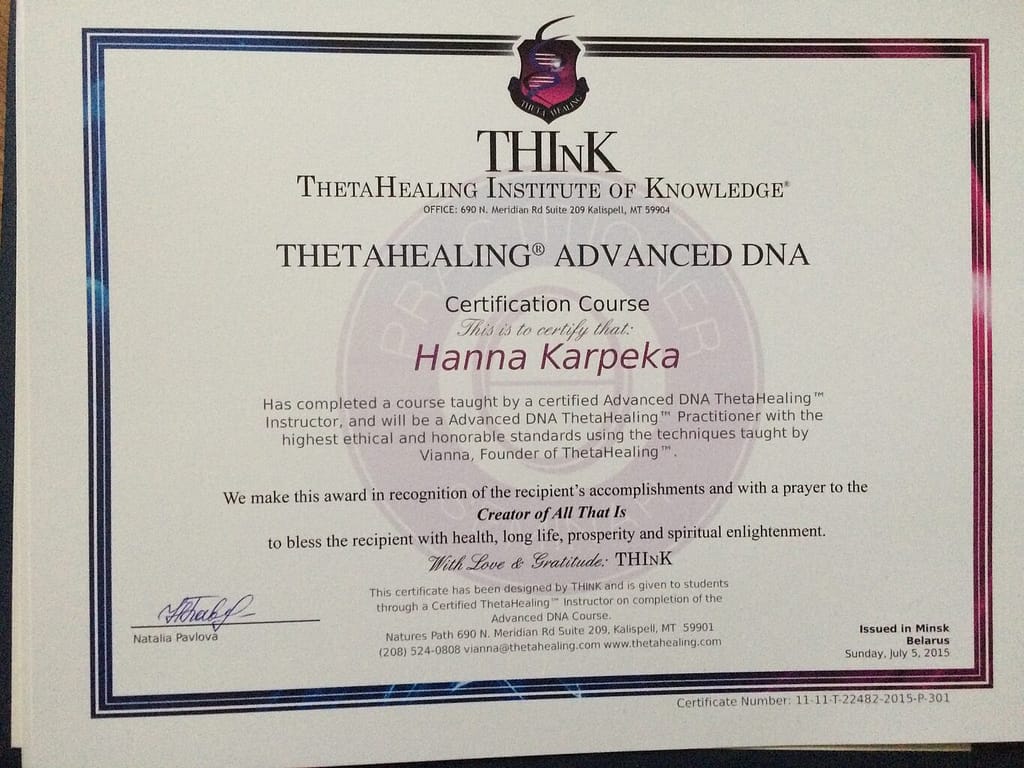 THETA HEALING
THInK
ThetaHealing Institute of Knowledge®
OFFICE: 690 N. Meridian Rd Suite 209 Kalispell, MT 59904
THETAHEALING® ADVANCED DNA
Certification Course
This is to certify that:
Hanna Karpeka
Has completed a course taught by a certified Advanced DNA ThetaHealing™
Instructor, and will be a Advanced DNA ThetaHealing™ Practitioner with the
highest ethical and honorable standards using the techniques taught by
Vianna, Founder of ThetaHealing™.
We make this award in recognition of the recipient's accomplishments and with a prayer to the
Creator of All That Is
to bless the recipient with health, long life, prosperity and spiritual enlightenment.
With Love & Gratitude: THInK
This certificate has been designed by THINK and is given to students
through a Certified ThetaHealing™ Instructor on completion of the
Advanced DNA Course.
Natures Path 690 N. Meridian Rd Suite 209, Kalispell, MT 59901
(208) 524-0808 vianna@thetahealing.com www.thetahealing.com
Natalia Pavlova
Issued in Minsk
Belarus
Sunday, July 5, 2015
Certificate Number: 11-11-T-22482-2015-P-301
PRACTITIONER